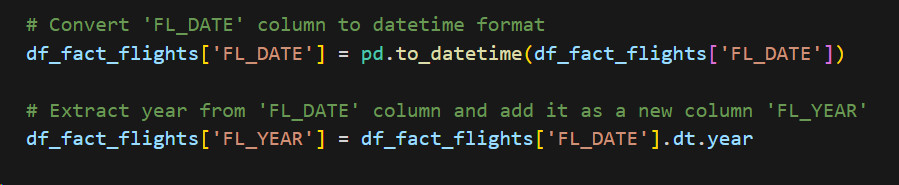 # Convert 'FL_DATE' column to datetime format
df_fact_flights['FL_DATE'] = pd.to_datetime(df_fact_flights['FL_DATE'])
# Extract year from 'FL_DATE' column and add it as a new column 'FL_YEAR'
df_fact_flights['FL_YEAR'] = df_fact_flights['FL_DATE'].dt.year